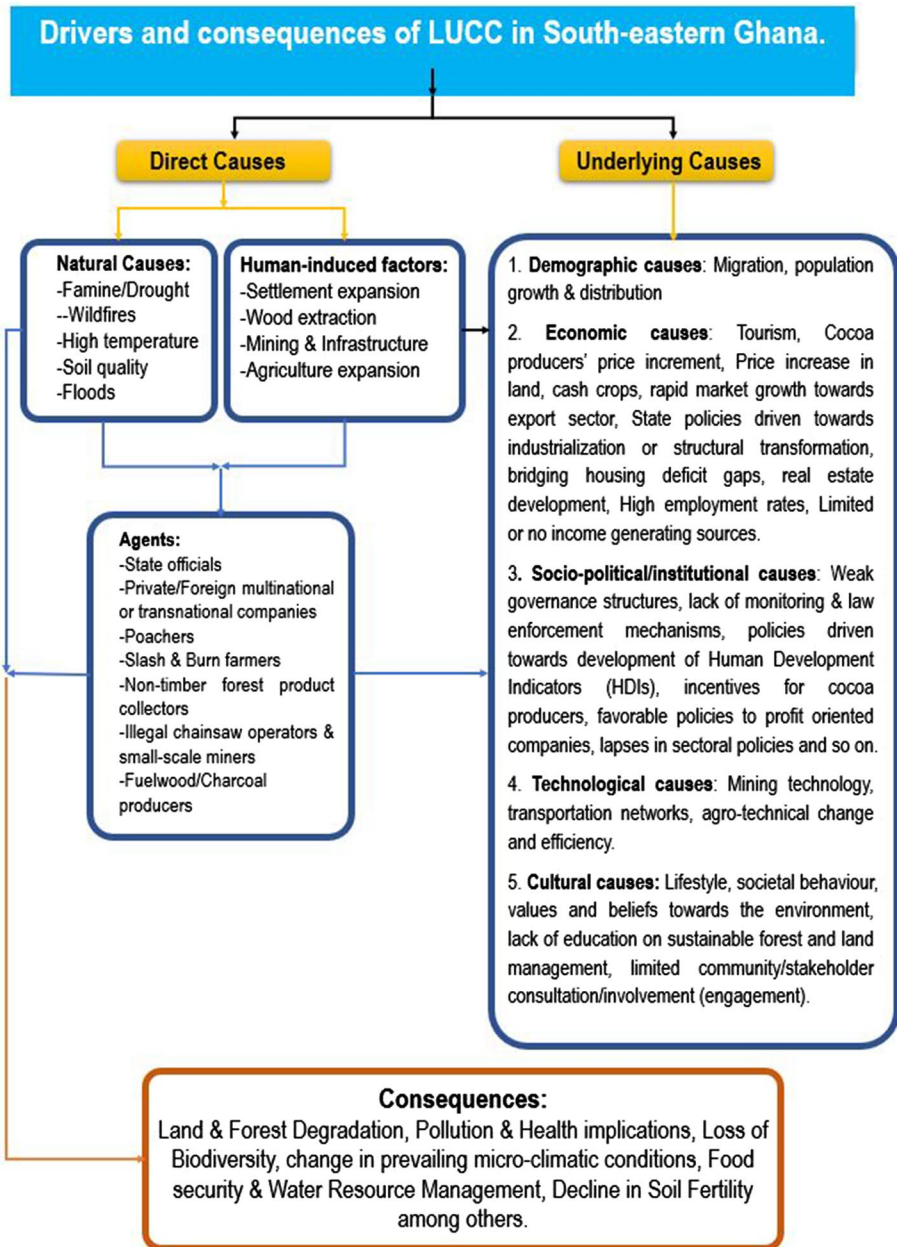 Drivers and consequences of LUCC in South-eastern Ghana.
Direct Causes
Underlying Causes
Natural Causes:
-Famine/Drought
--Wildfires
-High temperature
-Soil quality
-Floods
Human-induced factors:
-Settlement expansion
-Wood extraction
-Mining & Infrastructure
-Agriculture expansion
Agents:
-State officials
-Private/Foreign multinational
or transnational companies
-Poachers
-Slash & Burn farmers
-Non-timber forest product
collectors
-Illegal chainsaw operators &
small-scale miners
-Fuelwood/Charcoal
producers
1. Demographic causes: Migration, population
growth & distribution
2. Economic causes: Tourism, Cocoa
producers' price increment, Price increase in
land, cash crops, rapid market growth towards
export sector, State policies driven towards
industrialization or structural transformation,
bridging housing deficit gaps, real estate
development, High employment rates, Limited
or no income generating sources.
3. Socio-political/institutional causes: Weak
governance structures, lack of monitoring & law
enforcement mechanisms, policies driven
towards development of Human Development
Indicators (HDIs), incentives for cocoa
producers, favorable policies to profit oriented
companies, lapses in sectoral policies and so on.
4. Technological causes: Mining technology,
transportation networks, agro-technical change
and efficiency.
5. Cultural causes: Lifestyle, societal behaviour,
values and beliefs towards the environment,
lack of education on sustainable forest and land
management, limited community/stakeholder
consultation/involvement (engagement).
Consequences:
Land & Forest Degradation, Pollution & Health implications, Loss of
Biodiversity, change in prevailing micro-climatic conditions, Food
security & Water Resource Management, Decline in Soil Fertility
among others.